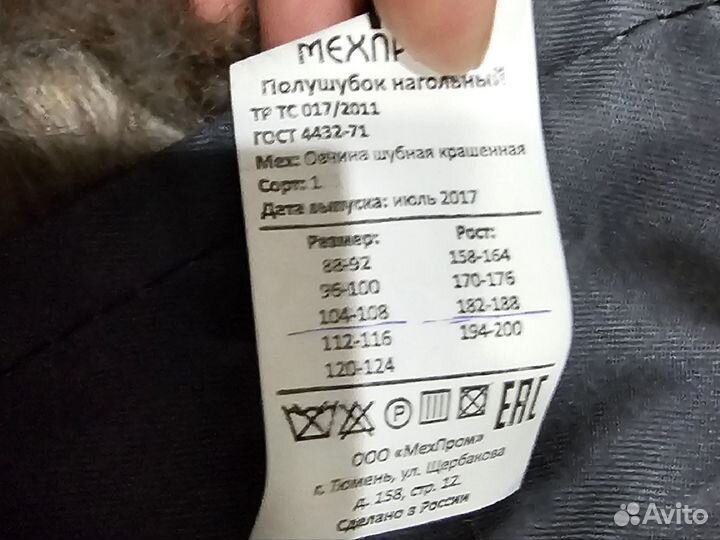 МЕХПР
Полушубок нагольный
ТР ТС 017/2011
ГОСТ 4432-71
Мех: Овчина шубная крашенная
Сорт: 1
Дата выпуска: июль 2017
Размер: Рост:
88-92 158-164
96-100 170-176
104-108 182-188
112-116 194-200
120-124
P
EAC
ООО «МехПром»
г. Тюмень, ул. Щербакова
д. 158, стр. 12.
Сделано в России
Avito